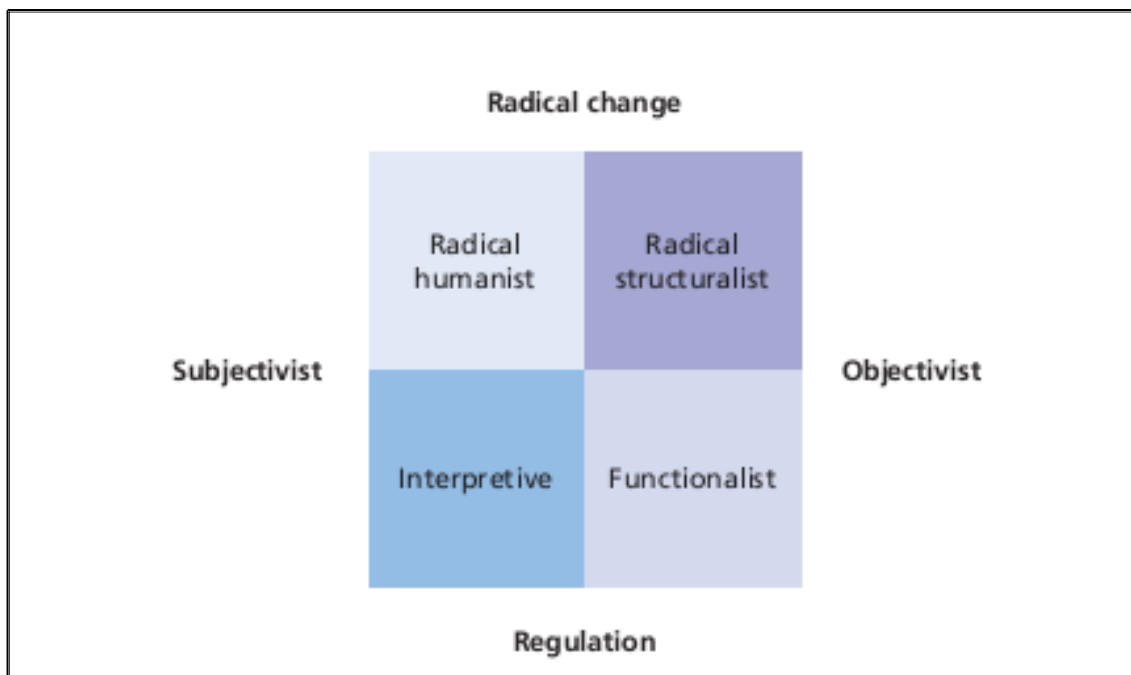 Radical change
Radical
humanist
Radical
structuralist
Subjectivist
Objectivist
Interpretive
Functionalist
Regulation